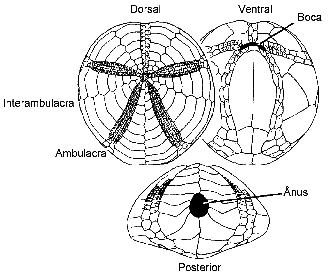 Dorsal
Ventral
Boca
Interambulacra
Ambulacra
Ânus
Posterior